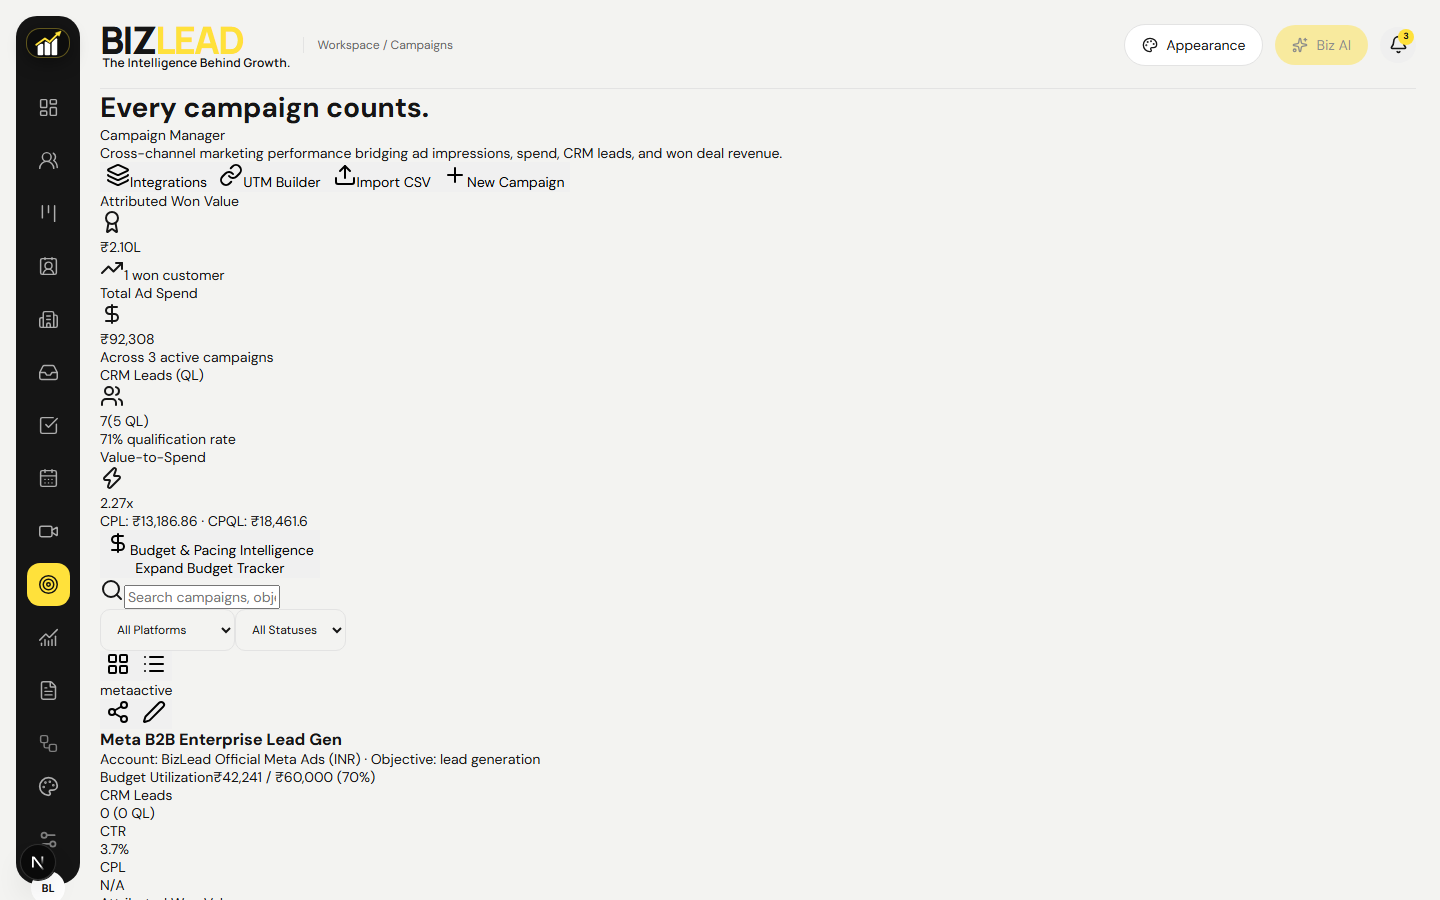 BIZLEAD
The Intelligence Behind Growth.
Workspace / Campaigns
Appearance
Biz AI
3
Every campaign counts.
Campaign Manager
Cross-channel marketing performance bridging ad impressions, spend, CRM leads, and won deal revenue.
Integrations UTM Builder Import CSV New Campaign
Attributed Won Value
₹2.10L
1 won customer
Total Ad Spend
₹92,308
Across 3 active campaigns
CRM Leads (QL)
7(5 QL)
71% qualification rate
Value-to-Spend
2.27x
CPL: ₹13,186.86 · CPQL: ₹18,461.6
Budget & Pacing Intelligence
Expand Budget Tracker
Search campaigns, obj
All Platforms All Statuses
metaactive
Meta B2B Enterprise Lead Gen
Account: BizLead Official Meta Ads (INR) · Objective: lead generation
Budget Utilization₹42,241 / ₹60,000 (70%)
CRM Leads
0 (0 QL)
CTR
3.7%
CPL
N/A
N
BL